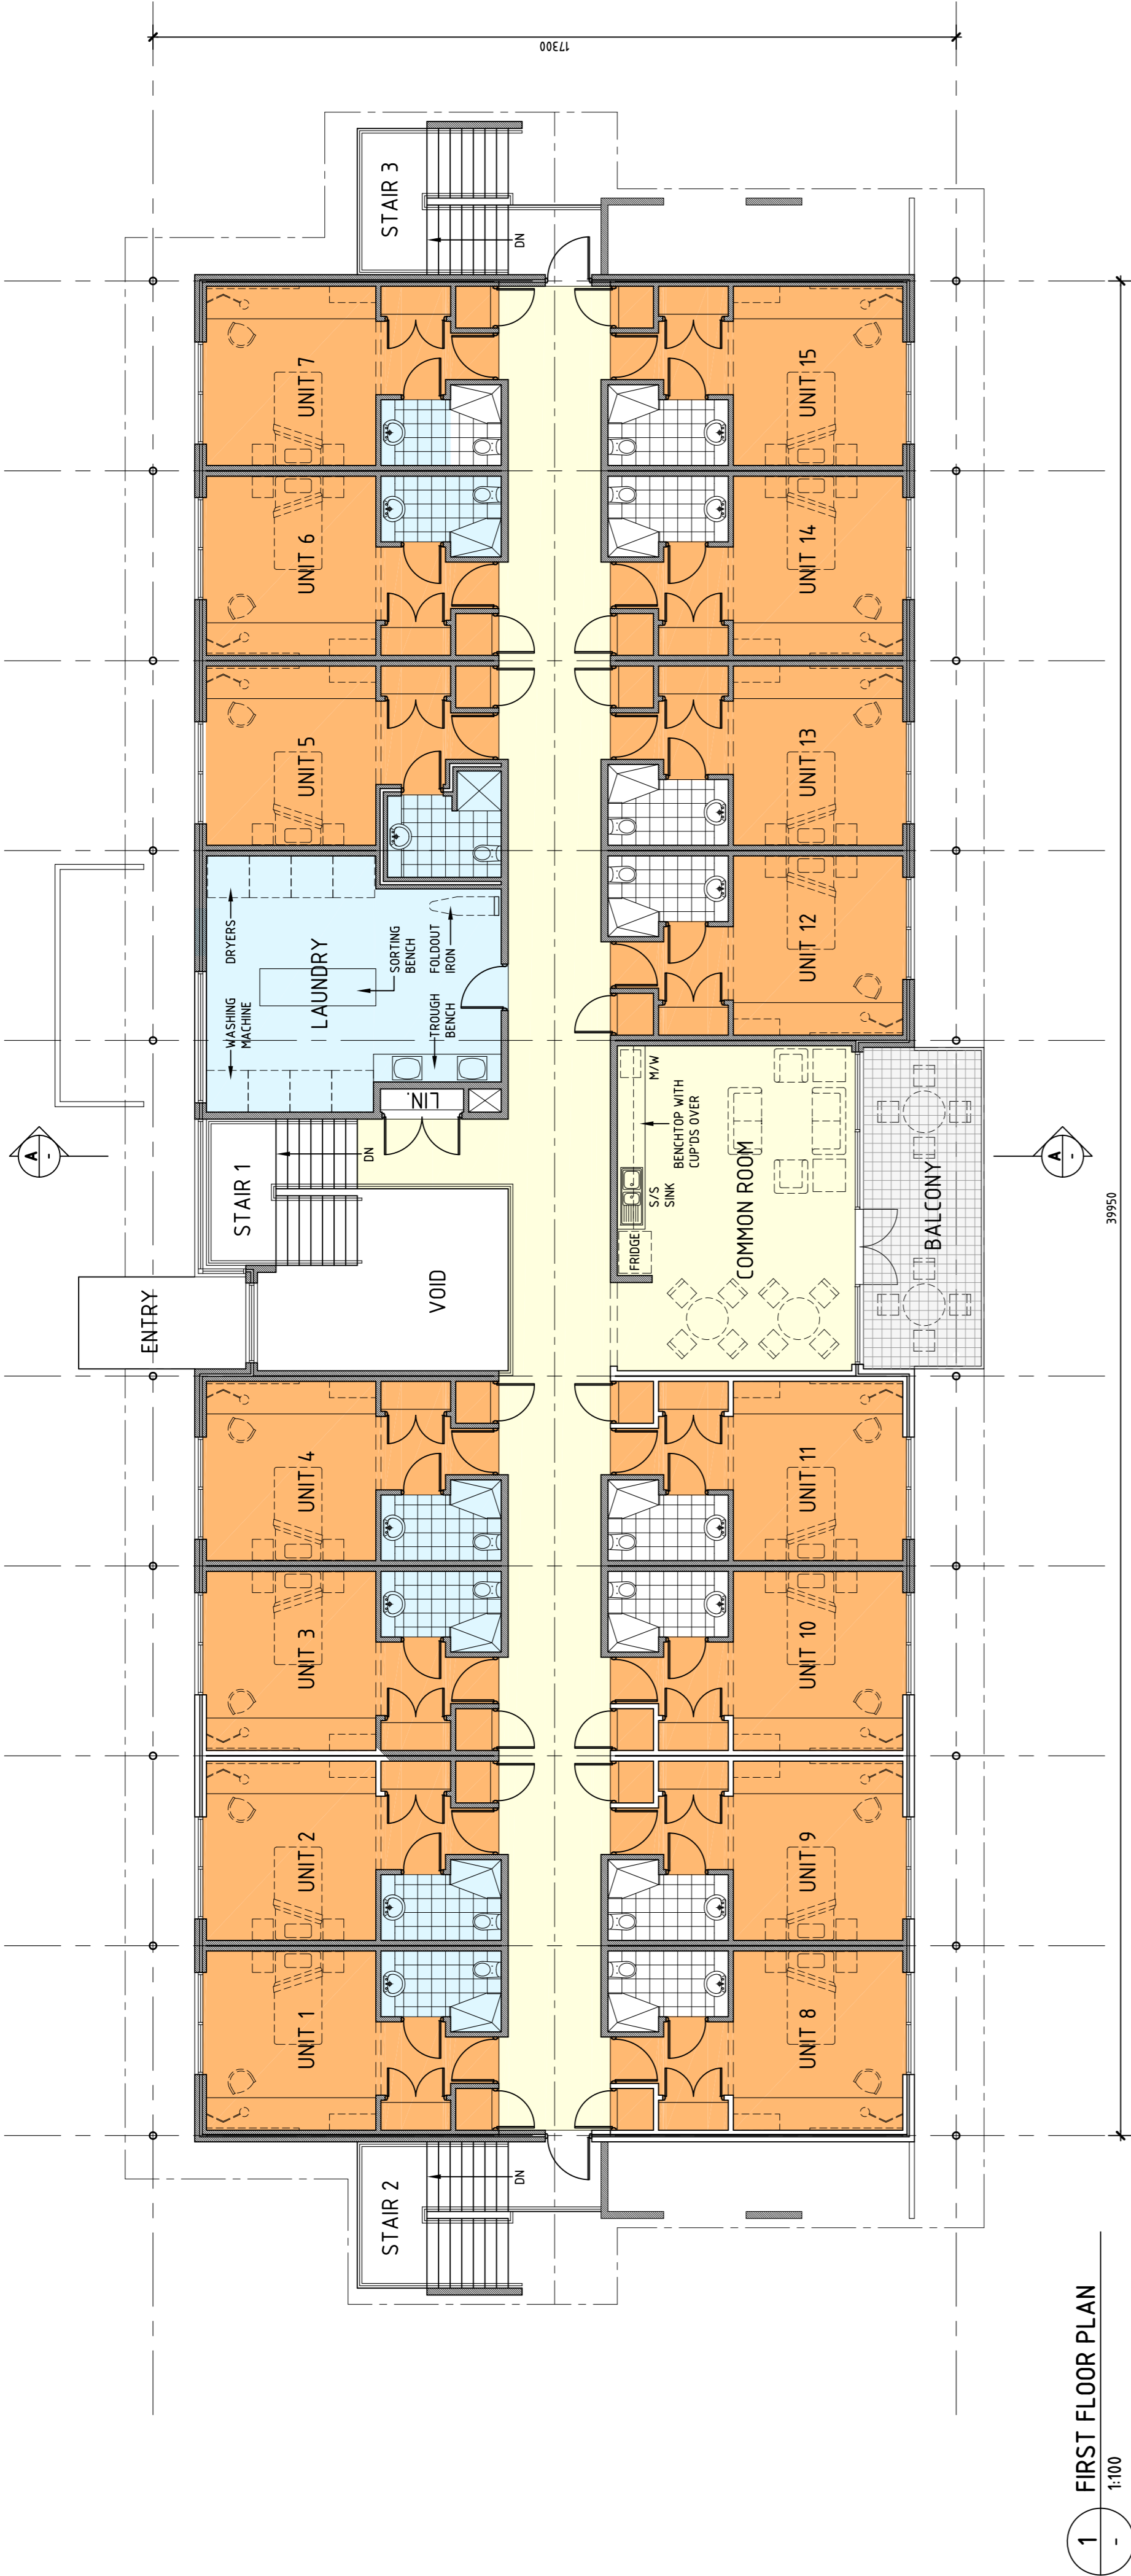 17300
STAIR 3
DN
UNIT 7
UNIT 15
UNIT 6
UNIT 14
UNIT 5
UNIT 13
DRYERS
WASHING
MACHINE
LAUNDRY
SORTING
BENCH
FOLDOUT
IRON
TROUGH
BENCH
LIN.
UNIT 12
A
-
STAIR 1
DN
ENTRY
VOID
M/W
BENCHTOP WITH
CUP'DS OVER
S/S
SINK
FRIDGE
COMMON ROOM
BALCONY
A
-
39950
UNIT 4
UNIT 11
UNIT 3
UNIT 10
UNIT 2
UNIT 9
UNIT 1
UNIT 8
STAIR 2
DN
1
-
FIRST FLOOR PLAN
1:100